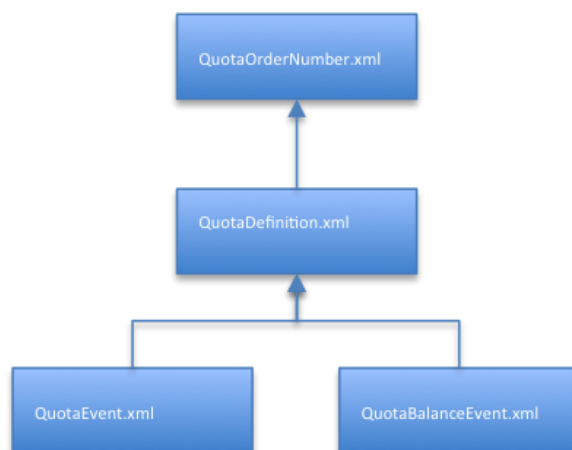 QuotaOrderNumber.xml
QuotaDefinition.xml
QuotaEvent.xml
QuotaBalanceEvent.xml